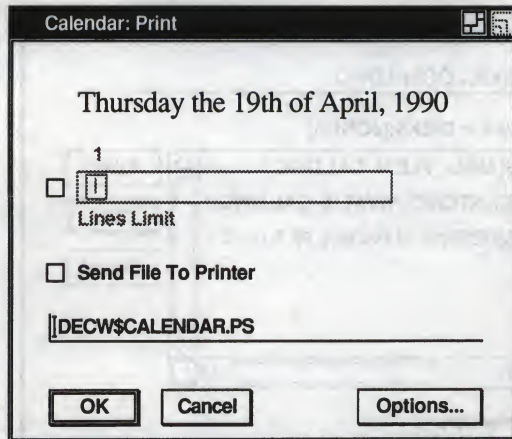 Calendar: Print
Thursday the 19th of April, 1990
1
Lines Limit
Send File To Printer
DECW$CALENDAR.PS
OK Cancel Options...